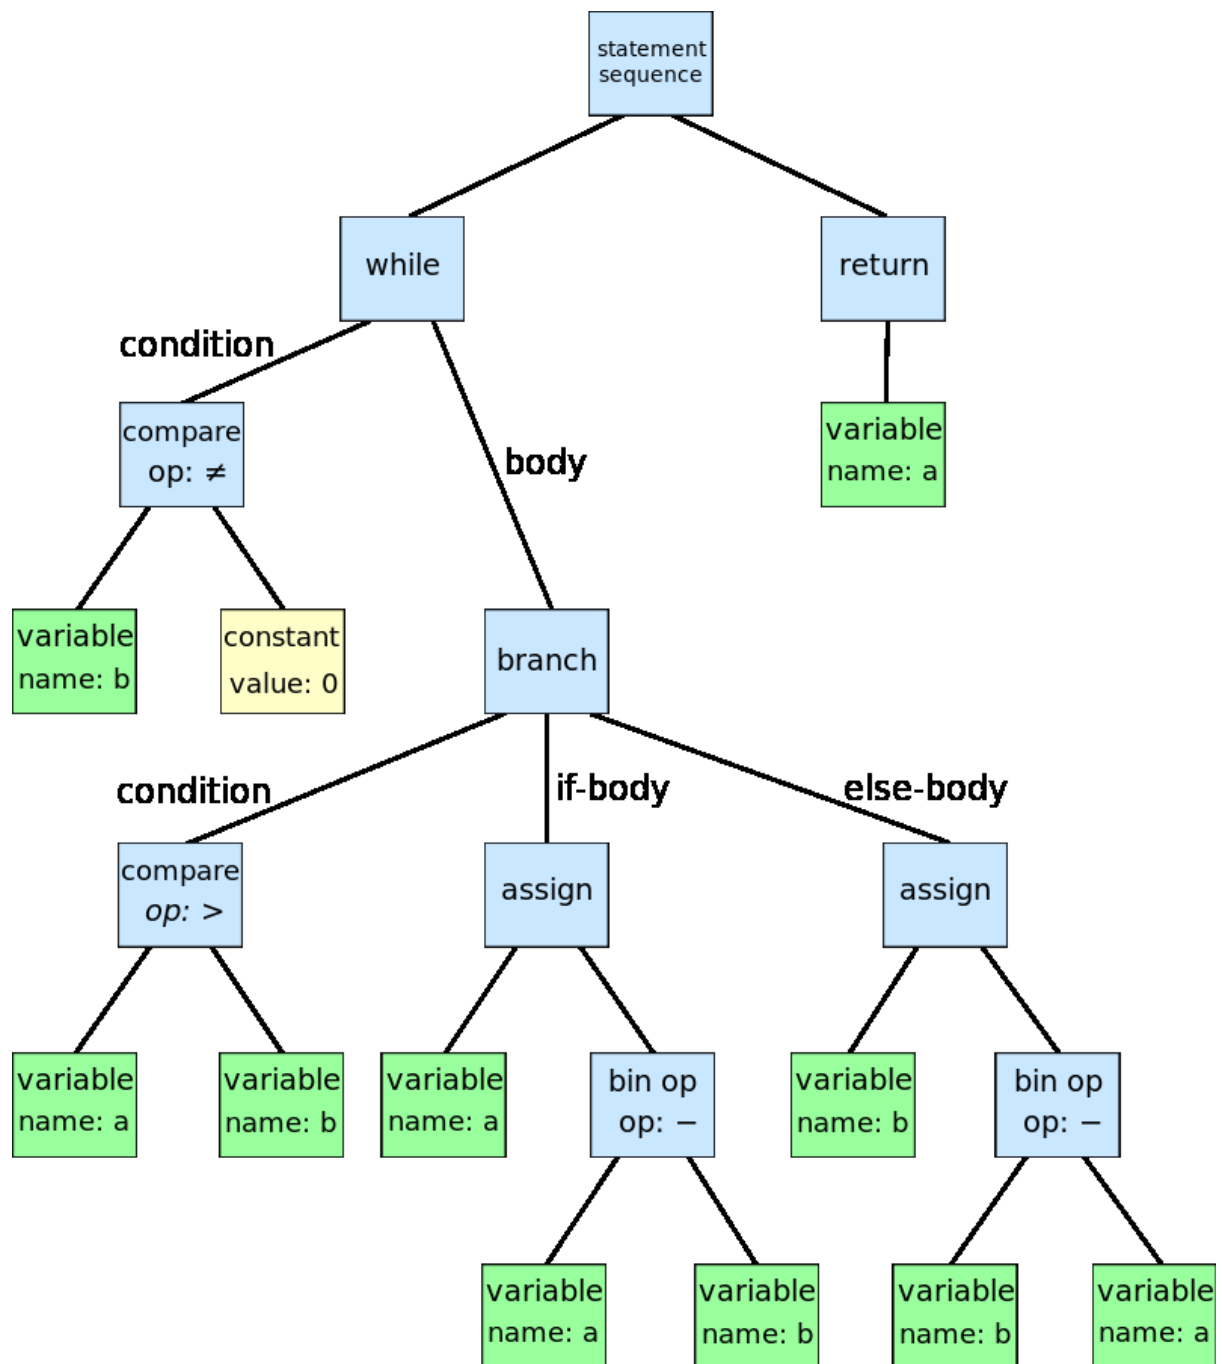 statement
sequence
while
return
condition
compare
op: ≠
body
variable
name: a
variable
name: b
constant
value: 0
branch
condition
if-body
else-body
compare
op: >
assign
assign
variable
name: a
variable
name: b
variable
name: a
bin op
op: −
variable
name: b
bin op
op: −
variable
name: a
variable
name: b
variable
name: b
variable
name: a